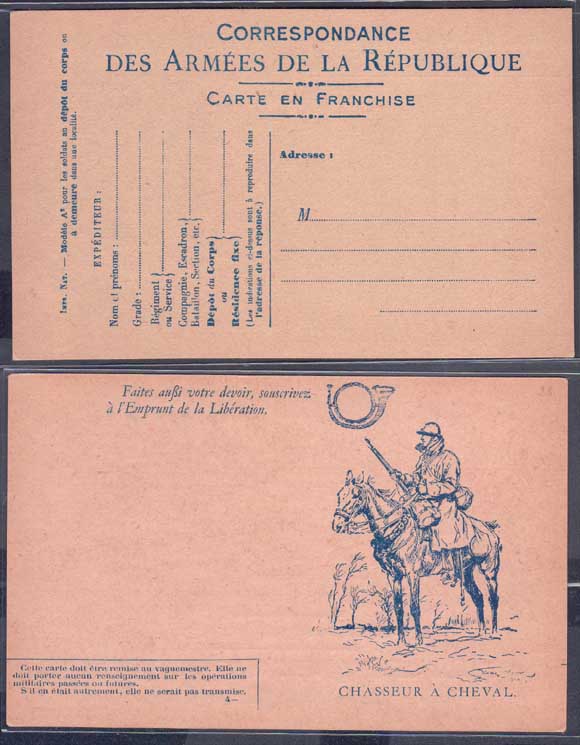 CORRESPONDANCE
DES ARMÉES DE LA RÉPUBLIQUE
CARTE EN FRANCHISE
IMP. NAT. — Modèle A² pour les soldats au dépôt du corps ou
à demeure dans une localité.
EXPÉDITEUR :
Nom et prénoms :
Grade :
Régiment
ou Service)
Compagnie, Escadron,
Bataillon, Section, etc.
Dépôt du Corps
ou
Résidence fixe
(Les indications ci-dessus sont à reproduire dans
l'adresse de la réponse.)
Adresse :
M
Faites auſſi votre devoir, souscrivez
à l'Emprunt de la Libération.
Cette carte doit être remise au vaguemestre. Elle ne
doit porter aucun renseignement sur les opérations
militaires passées ou futures.
S'il en était autrement, elle ne serait pas transmise.
4—
CHASSEUR À CHEVAL.